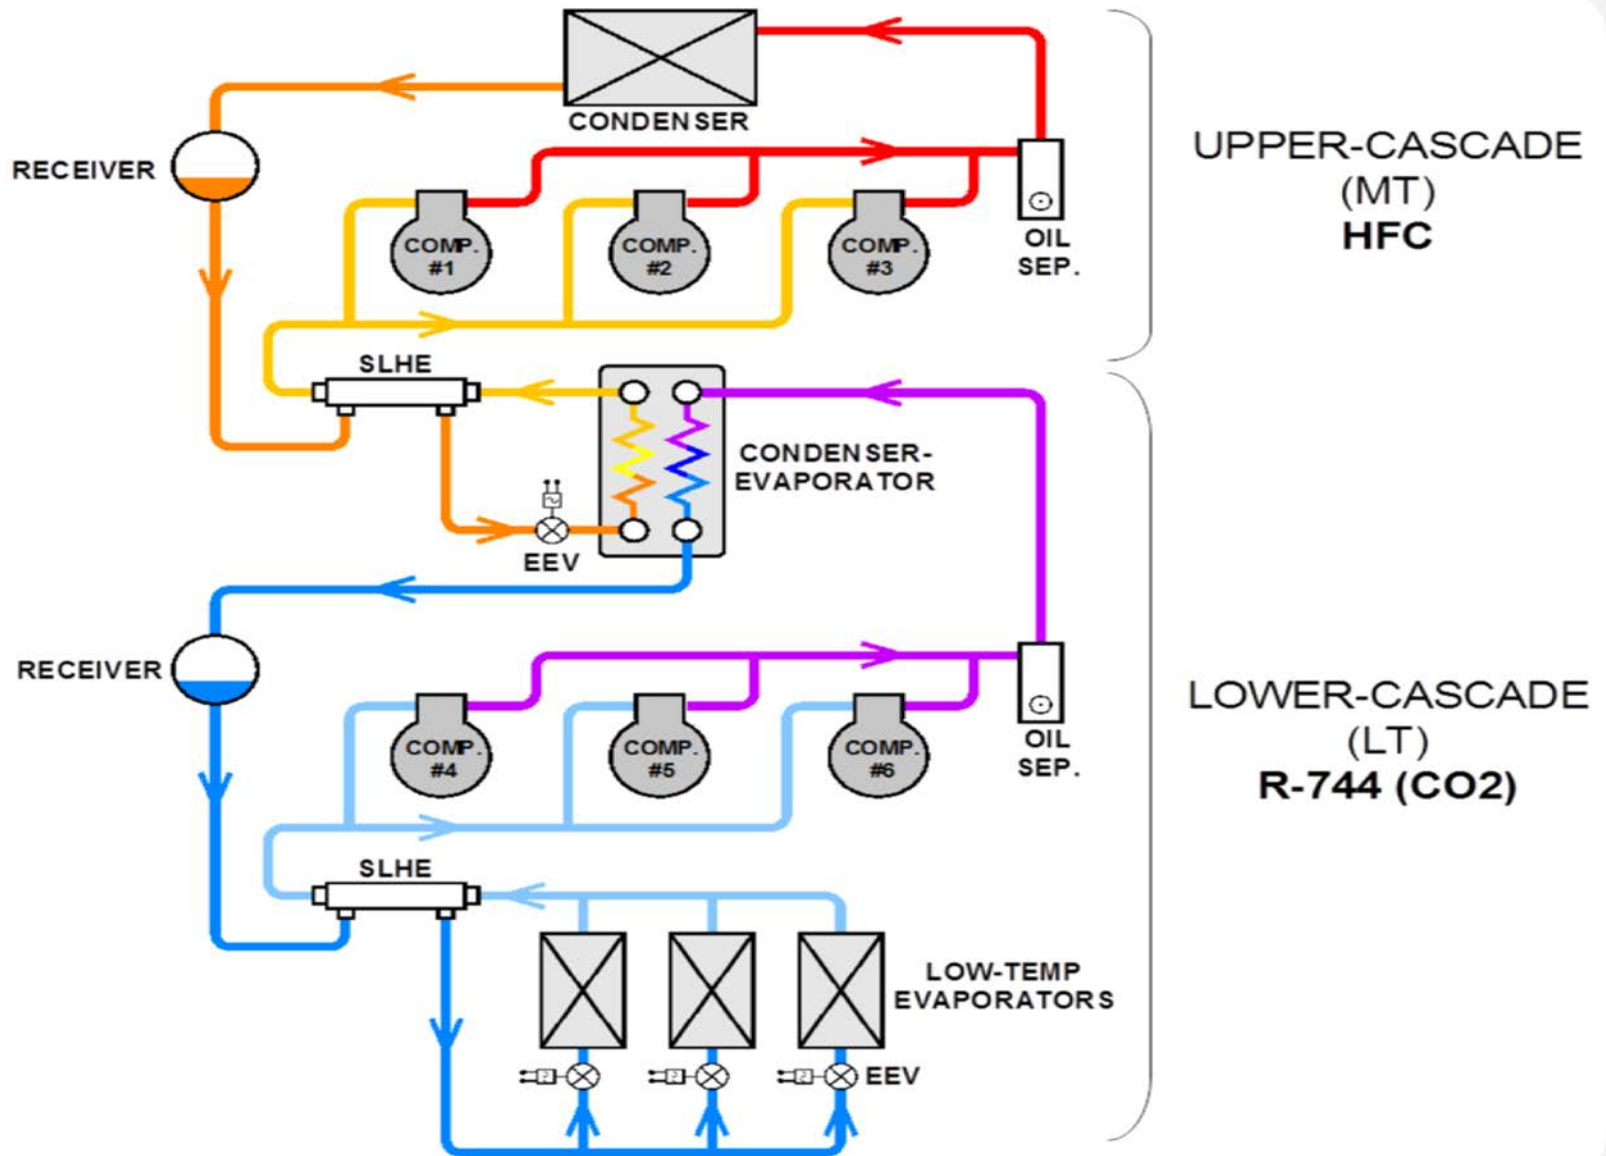 CONDENSER
RECEIVER
COMP.
#1
COMP.
#2
COMP.
#3
OIL
SEP.
UPPER-CASCADE
(MT)
HFC
SLHE
CONDENSER-
EVAPORATOR
EEV
RECEIVER
COMP.
#4
COMP.
#5
COMP.
#6
OIL
SEP.
LOWER-CASCADE
(LT)
R-744 (CO2)
SLHE
LOW-TEMP
EVAPORATORS
EEV